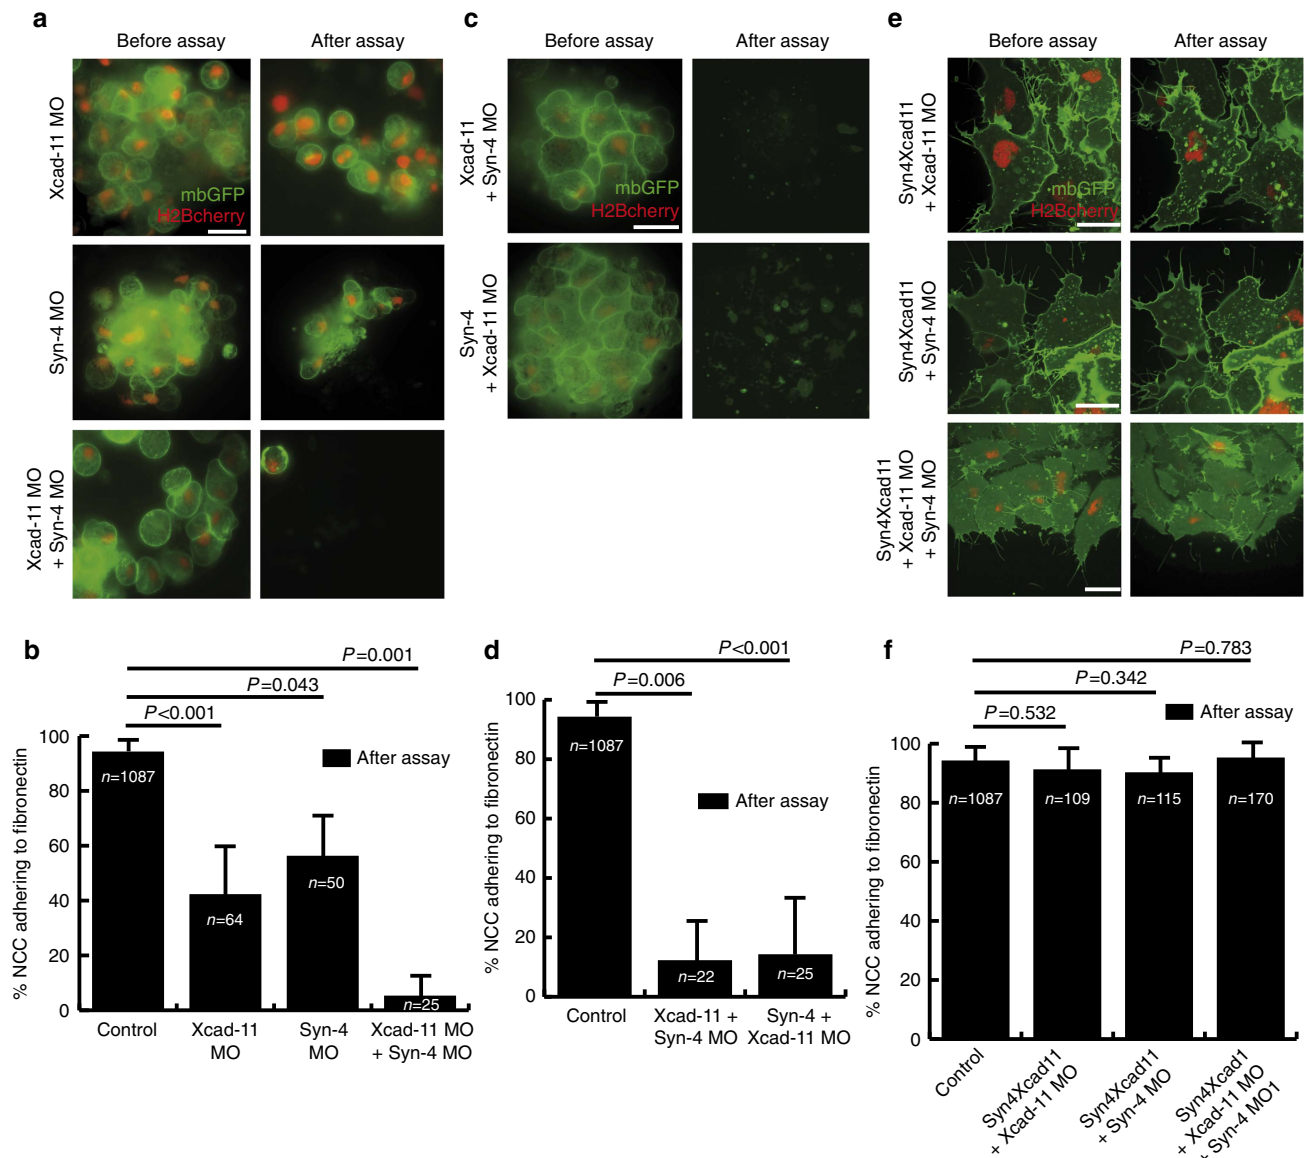 a
Before assay
After assay
Xcad-11 MO
mbGFP
H2Bcherry
Syn-4 MO
Xcad-11 MO
+ Syn-4 MO
c
Before assay
After assay
Xcad-11
+ Syn-4 MO
mbGFP
H2Bcherry
Syn-4
+ Xcad-11 MO
e
Before assay
After assay
Syn4Xcad11
+ Xcad-11 MO
mbGFP
H2Bcherry
Syn4Xcad11
+ Syn-4 MO
Syn4Xcad11
+ Xcad-11 MO
+ Syn-4 MO
b
P=0.001
P=0.043
P<0.001
After assay
% NCC adhering to fibronectin
100
80
60
40
20
0
n=1087
n=64
n=50
n=25
Control
Xcad-11
MO
Syn-4
MO
Xcad-11 MO
+ Syn-4 MO
d
P<0.001
P=0.006
After assay
% NCC adhering to fibronectin
100
80
60
40
20
0
n=1087
n=22
n=25
Control
Xcad-11 +
Syn-4 MO
Syn-4 +
Xcad-11 MO
f
P=0.783
P=0.342
P=0.532
After assay
% NCC adhering to fibronectin
100
80
60
40
20
0
n=1087
n=109
n=115
n=170
Control
Syn4Xcad11
+ Xcad-11 MO
Syn4Xcad11
+ Syn-4 MO
Syn4Xcad1
+ Xcad-11 MO
+ Syn-4 MO1